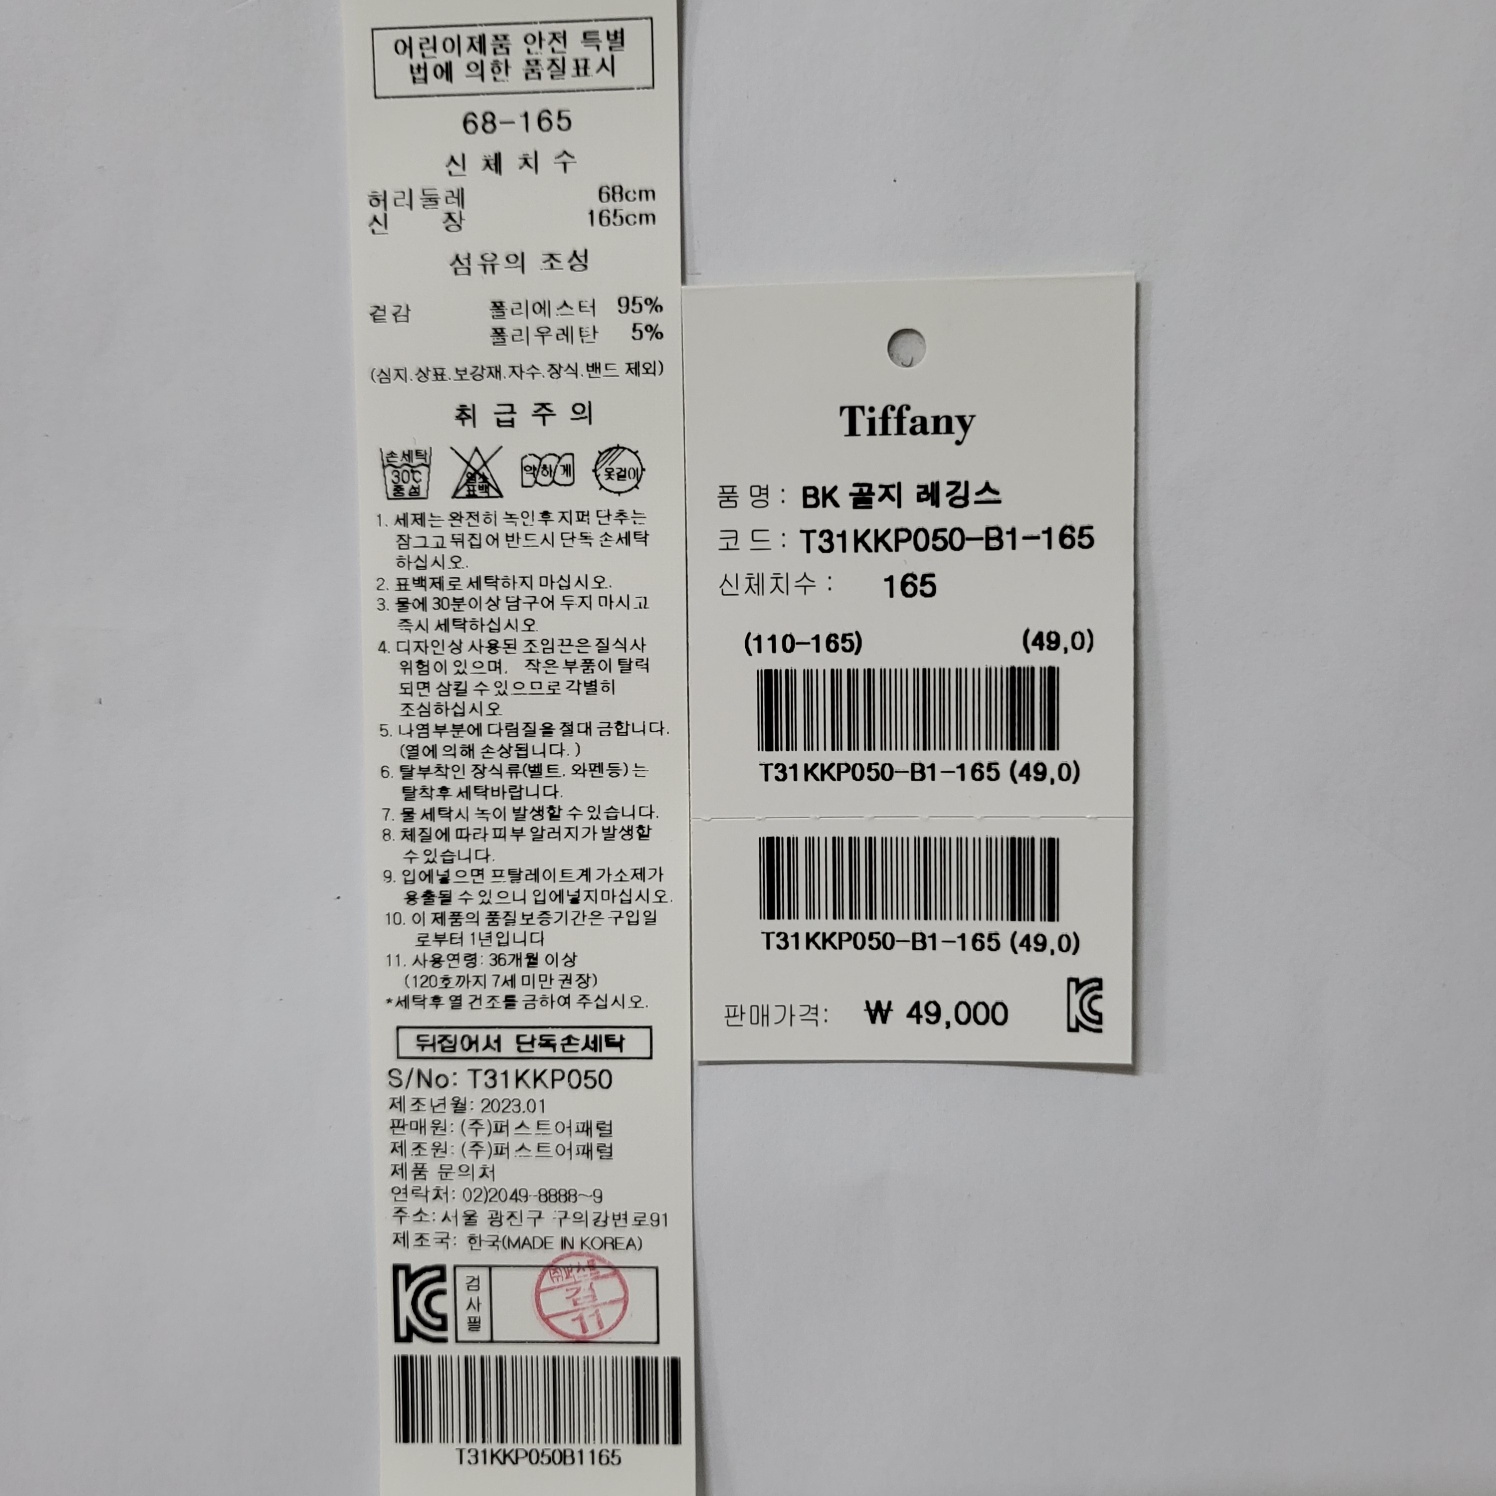 어린이제품 안전 특별
법에 의한 품질표시
68-165
신체치수
허리둘레 68cm
신 장 165cm
섬유의 조성
겉감 폴리에스터 95%
폴리우레탄 5%
(심지.상표.보강재.자수.장식.밴드 제외)
취급주의
손세탁
30℃
중성
염소
표백
약하게
옷걸이
1. 세제는 완전히 녹인후 지퍼 단추는
잠그고 뒤집어 반드시 단독 손세탁
하십시오.
2. 표백제로 세탁하지 마십시오.
3. 물에 30분이상 담구어 두지 마시고
즉시 세탁하십시오
4. 디자인상 사용된 조임끈은 질식사
위험이 있으며, 작은 부품이 탈락
되면 삼킬 수 있으므로 각별히
조심하십시오
5. 나염부분에 다림질을 절대 금합니다.
(열에 의해 손상됩니다. )
6. 탈부착인 장식류(벨트, 와펜등) 는
탈착후 세탁바랍니다.
7. 물 세탁시 녹이 발생할 수 있습니다.
8. 체질에 따라 피부 알러지가 발생할
수 있습니다.
9. 입에넣으면 프탈레이트계 가소제가
용출될 수 있으니 입에넣지마십시오.
10. 이 제품의 품질보증기간은 구입일
로부터 1년입니다
11. 사용연령: 36개월 이상
(120호까지 7세 미만 권장)
*세탁후 열 건조를 금하여 주십시오.
뒤집어서 단독손세탁
S/No: T31KKP050
제조년월: 2023.01
판매원: (주)퍼스트어패럴
제조원: (주)퍼스트어패럴
제품 문의처
연락처: 02)2049-8888~9
주소: 서울 광진구 구의강변로91
제조국: 한국(MADE IN KOREA)
검사필
검
11
T31KKP050B1165
Tiffany
품 명 : BK 골지 레깅스
코 드 : T31KKP050-B1-165
신체치수 : 165
(110-165) (49,0)
T31KKP050-B1-165 (49,0)
T31KKP050-B1-165 (49,0)
판매가격: ₩ 49,000